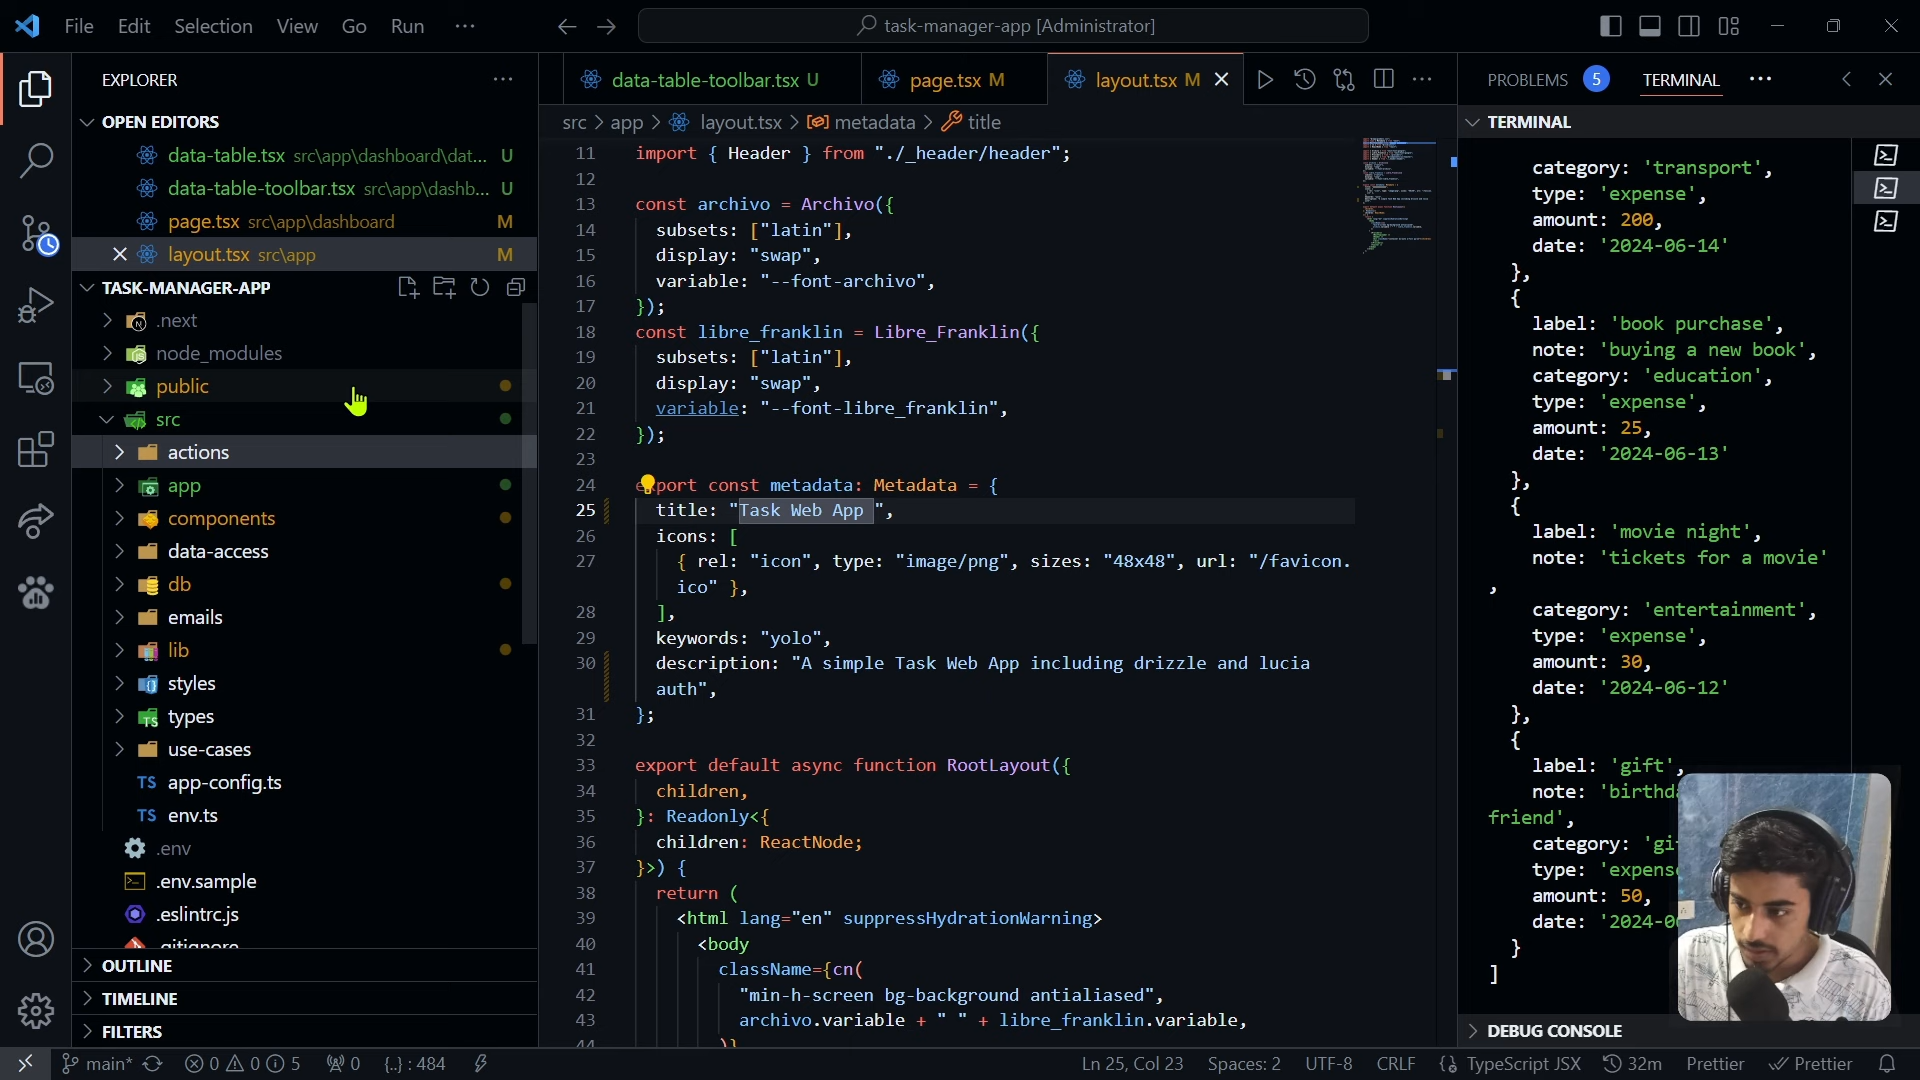 File Edit Selection View Go Run ···
task-manager-app [Administrator]
EXPLORER
OPEN EDITORS
data-table.tsx src\app\dashboard\dat... U
data-table-toolbar.tsx src\app\dashb... U
page.tsx src\app\dashboard M
layout.tsx src\app M
TASK-MANAGER-APP
.next
node_modules
public
src
actions
app
components
data-access
db
emails
lib
styles
types
use-cases
TS app-config.ts
TS env.ts
.env
.env.sample
.eslintrc.js
.gitignore
OUTLINE
TIMELINE
FILTERS
data-table-toolbar.tsx U
page.tsx M
layout.tsx M
src > app > layout.tsx > metadata > title
11 import { Header } from "./_header/header";
12
13 const archivo = Archivo({
14 subsets: ["latin"],
15 display: "swap",
16 variable: "--font-archivo",
17 });
18 const libre_franklin = Libre_Franklin({
19 subsets: ["latin"],
20 display: "swap",
21 variable: "--font-libre_franklin",
22 });
23
24 export const metadata: Metadata = {
25 title: "Task Web App ",
26 icons: [
27 { rel: "icon", type: "image/png", sizes: "48x48", url: "/favicon.
ico" },
28 ],
29 keywords: "yolo",
30 description: "A simple Task Web App including drizzle and lucia
auth",
31 };
32
33 export default async function RootLayout({
34 children,
35 }: Readonly<{
36 children: ReactNode;
37 }>) {
38 return (
39 <html lang="en" suppressHydrationWarning>
40 <body
41 className={cn(
42 "min-h-screen bg-background antialiased",
43 archivo.variable + " " + libre_franklin.variable,
44 )}
PROBLEMS 5 TERMINAL ···
TERMINAL
category: 'transport',
type: 'expense',
amount: 200,
date: '2024-06-14'
},
{
label: 'book purchase',
note: 'buying a new book',
category: 'education',
type: 'expense',
amount: 25,
date: '2024-06-13'
},
{
label: 'movie night',
note: 'tickets for a movie'
,
category: 'entertainment',
type: 'expense',
amount: 30,
date: '2024-06-12'
},
{
label: 'gift',
note: 'birthda
friend',
category: 'gi
type: 'expens
amount: 50,
date: '2024-0
}
]
DEBUG CONSOLE
main* 0 0 5 0 {..} : 484
Ln 25, Col 23 Spaces: 2 UTF-8 CRLF TypeScript JSX 32m Prettier Prettier